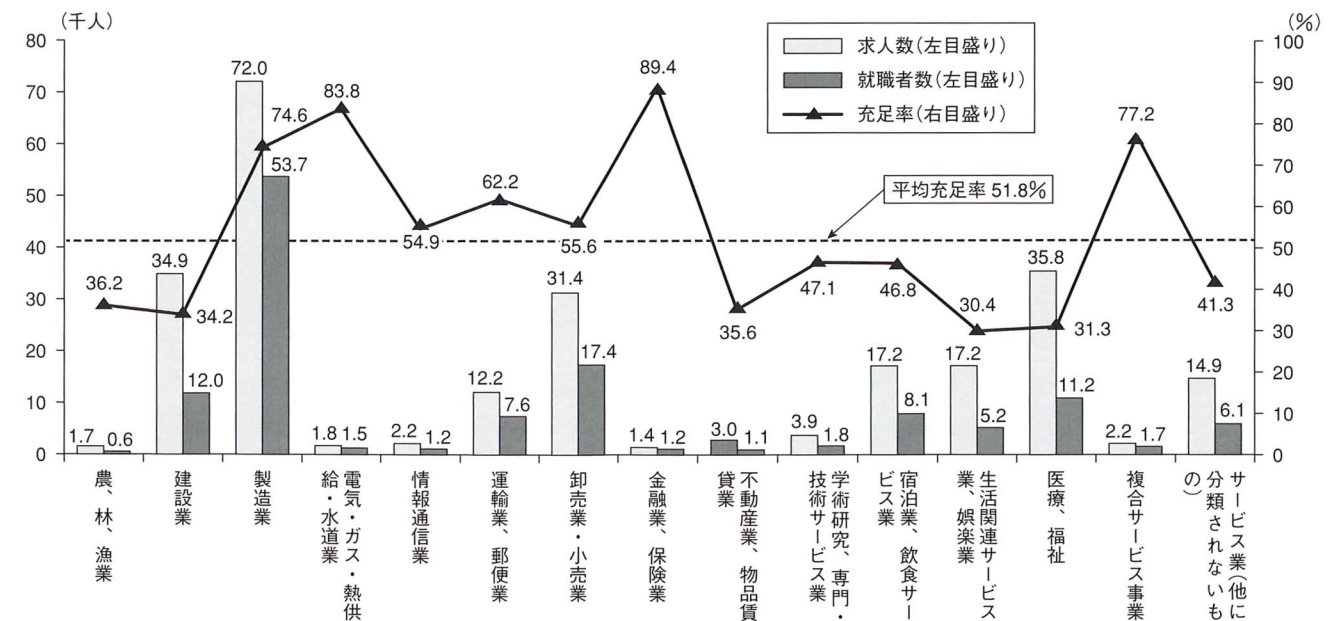 (千人)
(%)
80
70
60
50
40
30
20
10
0
100
90
80
70
60
50
40
30
20
10
0
求人数(左目盛り)
就職者数(左目盛り)
充足率(右目盛り)
平均充足率 51.8%
36.2
1.7
0.6
34.9
34.2
12.0
72.0
74.6
53.7
83.8
1.8
1.5
54.9
2.2
1.2
62.2
12.2
7.6
55.6
31.4
17.4
89.4
1.4
1.2
35.6
3.0
1.1
47.1
3.9
1.8
46.8
17.2
8.1
30.4
17.2
5.2
35.8
31.3
11.2
77.2
2.2
1.7
41.3
14.9
6.1
農、林、漁業
建設業
製造業
電気・ガス・熱供
給・水道業
情報通信業
運輸業、郵便業
卸売業・小売業
金融業、保険業
不動産業、物品賃
貸業
学術研究、専門・
技術サービス業
宿泊業、飲食サー
ビス業
生活関連サービス
業、娯楽業
医療、福祉
複合サービス事業
サービス業(他に
分類されないも
の)